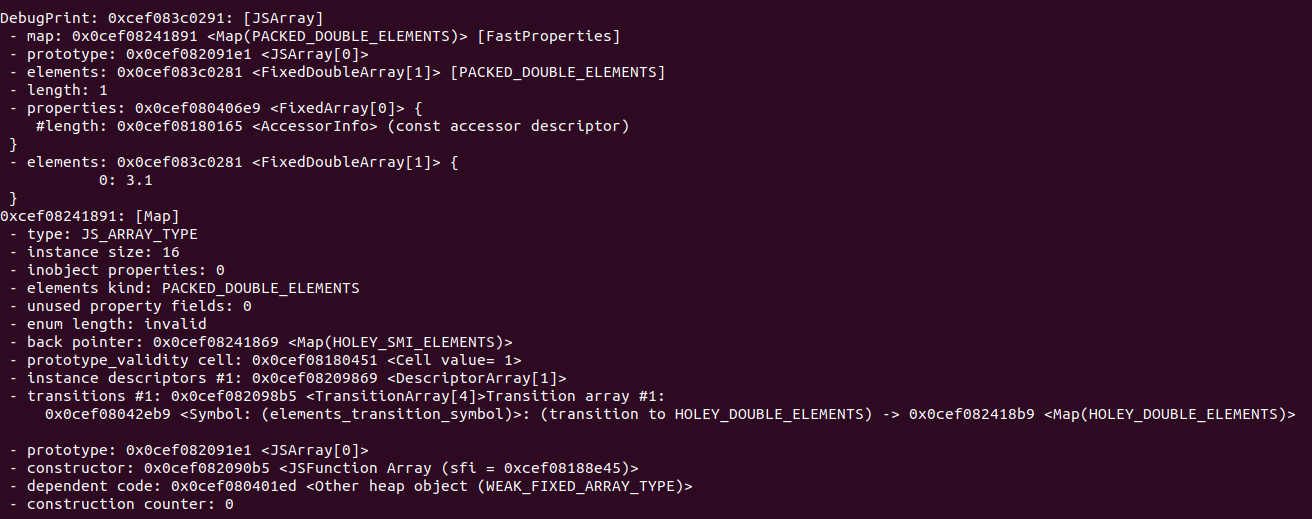 DebugPrint: 0xcef083c0291: [JSArray]
 - map: 0x0cef08241891 <Map(PACKED_DOUBLE_ELEMENTS)> [FastProperties]
 - prototype: 0x0cef082091e1 <JSArray[0]>
 - elements: 0x0cef083c0281 <FixedDoubleArray[1]> [PACKED_DOUBLE_ELEMENTS]
 - length: 1
 - properties: 0x0cef080406e9 <FixedArray[0]> {
    #length: 0x0cef08180165 <AccessorInfo> (const accessor descriptor)
 }
 - elements: 0x0cef083c0281 <FixedDoubleArray[1]> {
           0: 3.1
 }
0xcef08241891: [Map]
 - type: JS_ARRAY_TYPE
 - instance size: 16
 - inobject properties: 0
 - elements kind: PACKED_DOUBLE_ELEMENTS
 - unused property fields: 0
 - enum length: invalid
 - back pointer: 0x0cef08241869 <Map(HOLEY_SMI_ELEMENTS)>
 - prototype_validity cell: 0x0cef08180451 <Cell value= 1>
 - instance descriptors #1: 0x0cef08209869 <DescriptorArray[1]>
 - transitions #1: 0x0cef082098b5 <TransitionArray[4]>Transition array #1:
     0x0cef08042eb9 <Symbol: (elements_transition_symbol)>: (transition to HOLEY_DOUBLE_ELEMENTS) -> 0x0cef082418b9 <Map(HOLEY_DOUBLE_ELEMENTS)>
 - prototype: 0x0cef082091e1 <JSArray[0]>
 - constructor: 0x0cef082090b5 <JSFunction Array (sfi = 0xcef08188e45)>
 - dependent code: 0x0cef080401ed <Other heap object (WEAK_FIXED_ARRAY_TYPE)>
 - construction counter: 0